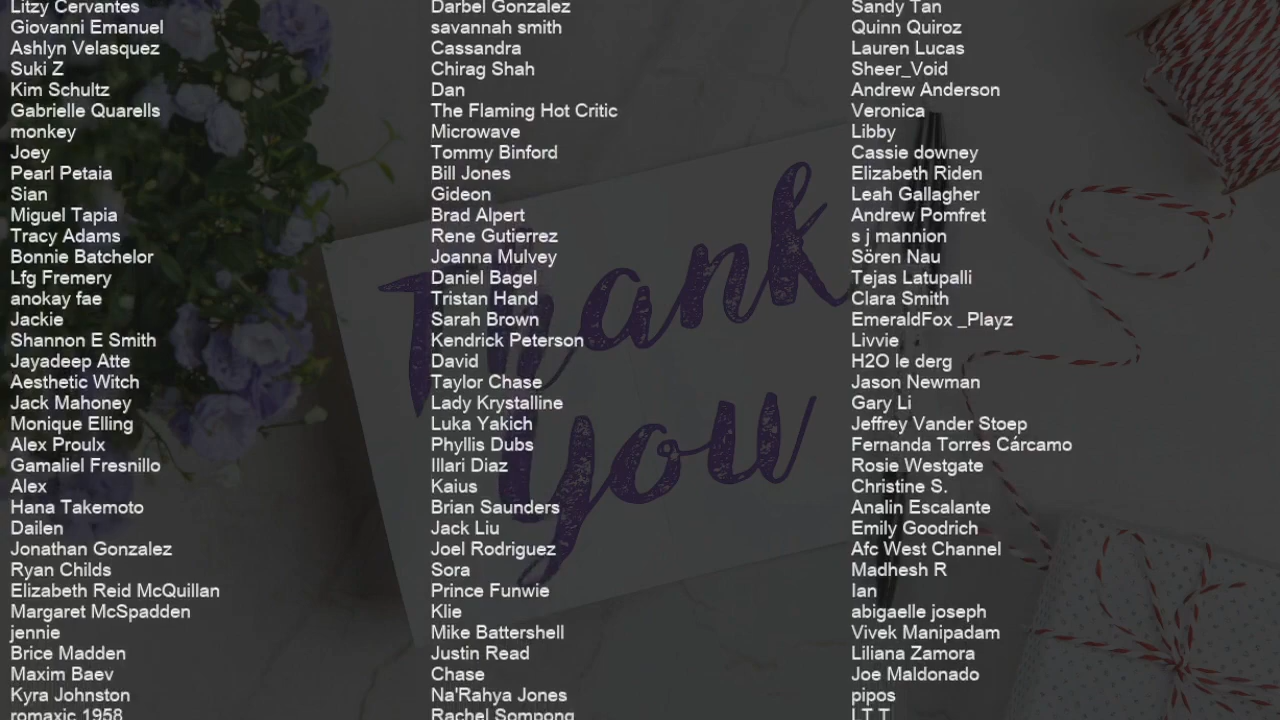 Litzy Cervantes
Giovanni Emanuel
Ashlyn Velasquez
Suki Z
Kim Schultz
Gabrielle Quarells
monkey
Joey
Pearl Petaia
Sian
Miguel Tapia
Tracy Adams
Bonnie Batchelor
Lfg Fremery
anokay fae
Jackie
Shannon E Smith
Jayadeep Atte
Aesthetic Witch
Jack Mahoney
Monique Elling
Alex Proulx
Gamaliel Fresnillo
Alex
Hana Takemoto
Dailen
Jonathan Gonzalez
Ryan Childs
Elizabeth Reid McQuillan
Margaret McSpadden
jennie
Brice Madden
Maxim Baev
Kyra Johnston
romaxic 1958
Darbel Gonzalez
savannah smith
Cassandra
Chirag Shah
Dan
The Flaming Hot Critic
Microwave
Tommy Binford
Bill Jones
Gideon
Brad Alpert
Rene Gutierrez
Joanna Mulvey
Daniel Bagel
Tristan Hand
Sarah Brown
Kendrick Peterson
David
Taylor Chase
Lady Krystalline
Luka Yakich
Phyllis Dubs
Illari Diaz
Kaius
Brian Saunders
Jack Liu
Joel Rodriguez
Sora
Prince Funwie
Klie
Mike Battershell
Justin Read
Chase
Na'Rahya Jones
Rachel Sompong
Sandy Tan
Quinn Quiroz
Lauren Lucas
Sheer_Void
Andrew Anderson
Veronica
Libby
Cassie downey
Elizabeth Riden
Leah Gallagher
Andrew Pomfret
s j mannion
Sören Nau
Tejas Latupalli
Clara Smith
EmeraldFox _Playz
Livvie
H2O le derg
Jason Newman
Gary Li
Jeffrey Vander Stoep
Fernanda Torres Cárcamo
Rosie Westgate
Christine S.
Analin Escalante
Emily Goodrich
Afc West Channel
Madhesh R
Ian
abigaelle joseph
Vivek Manipadam
Liliana Zamora
Joe Maldonado
pipos
LT T
Thank
you